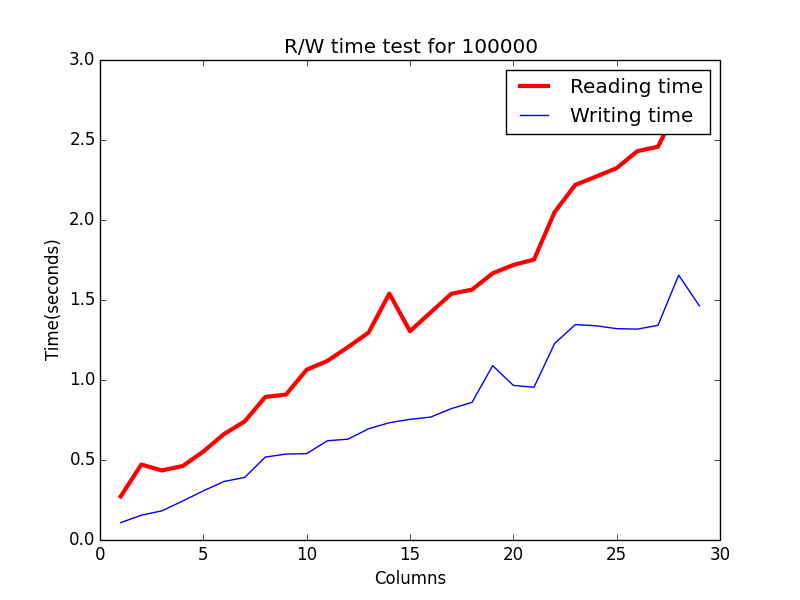 R/W time test for 100000
Reading time
Writing time
3.0
2.5
2.0
1.5
1.0
0.5
0.0
Time(seconds)
0 5 10 15 20 25 30
Columns